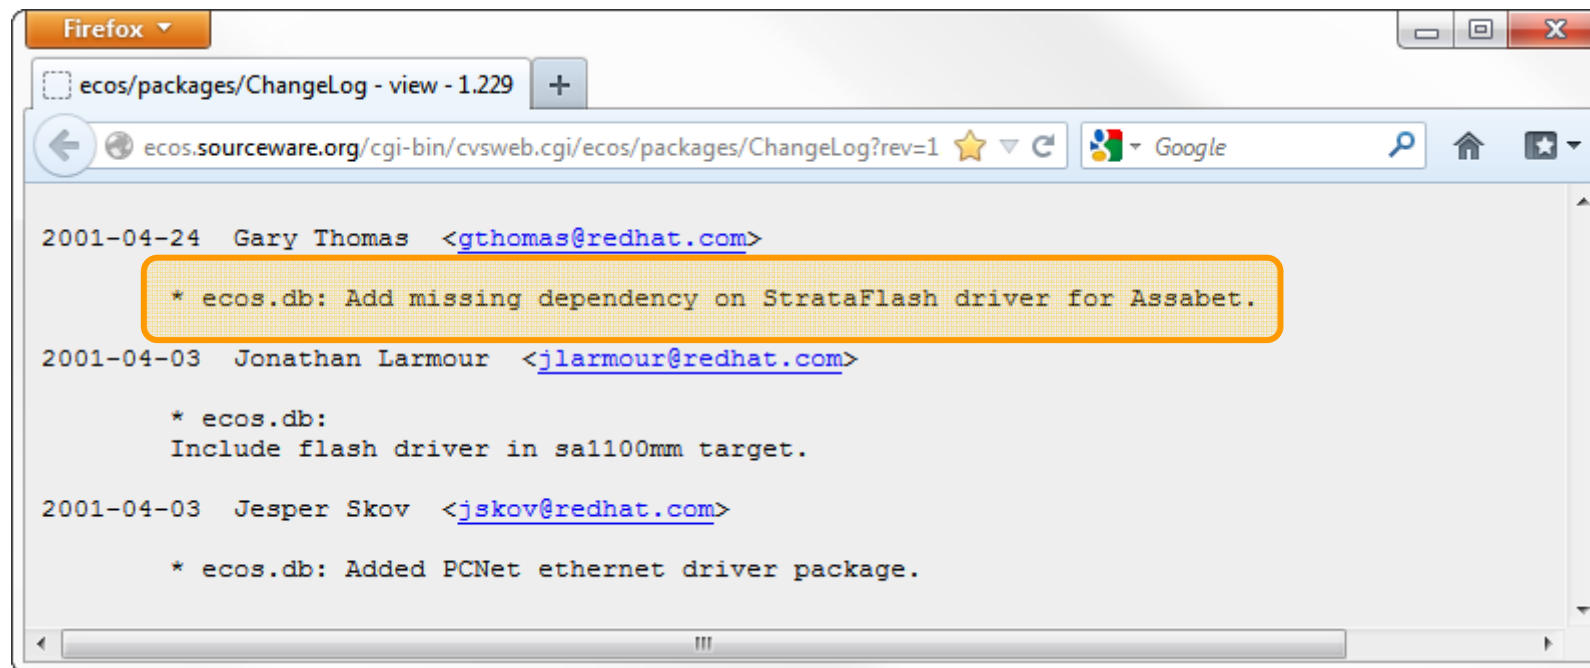 Firefox
ecos/packages/ChangeLog - view - 1.229
ecos.sourceware.org/cgi-bin/cvsweb.cgi/ecos/packages/ChangeLog?rev=1
Google
2001-04-24  Gary Thomas  <gthomas@redhat.com>
* ecos.db: Add missing dependency on StrataFlash driver for Assabet.
2001-04-03  Jonathan Larmour  <jlarmour@redhat.com>
* ecos.db:
Include flash driver in sa1100mm target.
2001-04-03  Jesper Skov  <jskov@redhat.com>
* ecos.db: Added PCNet ethernet driver package.